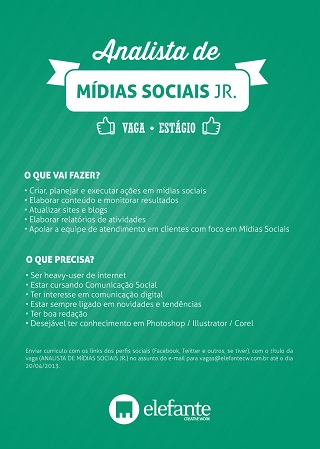 Analista de
MÍDIAS SOCIAIS JR.
VAGA • ESTÁGIO
O QUE VAI FAZER?
• Criar, planejar e executar ações em mídias sociais
• Elaborar conteúdo e monitorar resultados
• Atualizar sites e blogs
• Elaborar relatórios de atividades
• Apoiar a equipe de atendimento em clientes com foco em Mídias Sociais
O QUE PRECISA?
• Ser heavy-user de internet
• Estar cursando Comunicação Social
• Ter interesse em comunicação digital
• Estar sempre ligado em novidades e tendências
• Ter boa redação
• Desejável ter conhecimento em Photoshop / Illustrator / Corel
Enviar currículo com os links dos perfis sociais (Facebook, Twitter e outros, se tiver), com o título da
vaga (ANALISTA DE MÍDIAS SOCIAIS JR.) no assunto do e-mail para vagas@elefantecw.com.br até o dia
20/04/2013.
elefante
CREATIVE WORK